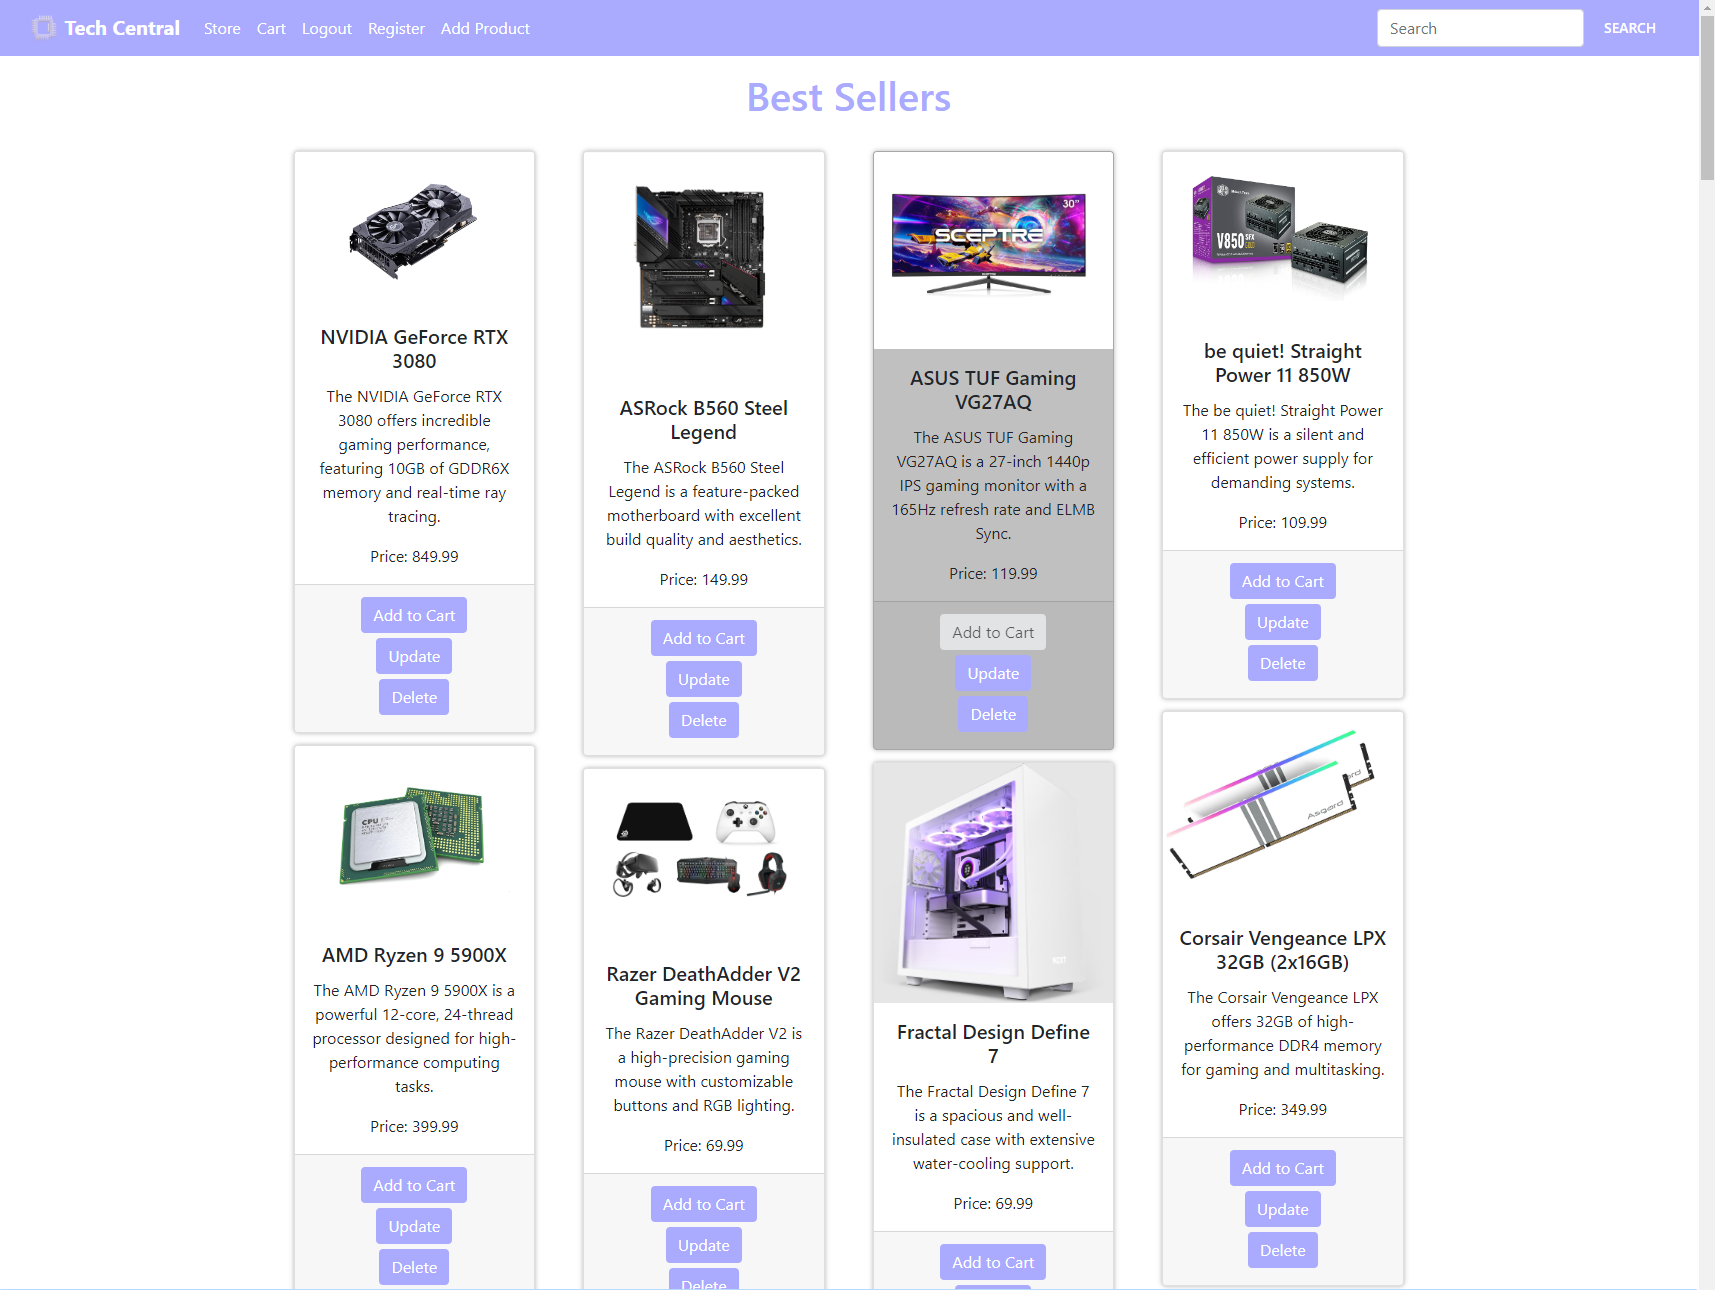 Tech Central
Store
Cart
Logout
Register
Add Product
Search
SEARCH
Best Sellers
NVIDIA GeForce RTX
3080
The NVIDIA GeForce RTX
3080 offers incredible
gaming performance,
featuring 10GB of GDDR6X
memory and real-time ray
tracing.
Price: 849.99
Add to Cart
Update
Delete
CPU
AMD Ryzen 9 5900X
The AMD Ryzen 9 5900X is a
powerful 12-core, 24-thread
processor designed for high-
performance computing
tasks.
Price: 399.99
Add to Cart
Update
Delete
ASRock B560 Steel
Legend
The ASRock B560 Steel
Legend is a feature-packed
motherboard with excellent
build quality and aesthetics.
Price: 149.99
Add to Cart
Update
Delete
Razer DeathAdder V2
Gaming Mouse
The Razer DeathAdder V2 is
a high-precision gaming
mouse with customizable
buttons and RGB lighting.
Price: 69.99
Add to Cart
Update
Delete
30"
SCEPTRE
ASUS TUF Gaming
VG27AQ
The ASUS TUF Gaming
VG27AQ is a 27-inch 1440p
IPS gaming monitor with a
165Hz refresh rate and ELMB
Sync.
Price: 119.99
Add to Cart
Update
Delete
NZXT
Fractal Design Define
7
The Fractal Design Define 7
is a spacious and well-
insulated case with extensive
water-cooling support.
Price: 69.99
Add to Cart
V850 SFX
GOLD
be quiet! Straight
Power 11 850W
The be quiet! Straight Power
11 850W is a silent and
efficient power supply for
demanding systems.
Price: 109.99
Add to Cart
Update
Delete
Asgard
Corsair Vengeance LPX
32GB (2x16GB)
The Corsair Vengeance LPX
offers 32GB of high-
performance DDR4 memory
for gaming and multitasking.
Price: 349.99
Add to Cart
Update
Delete